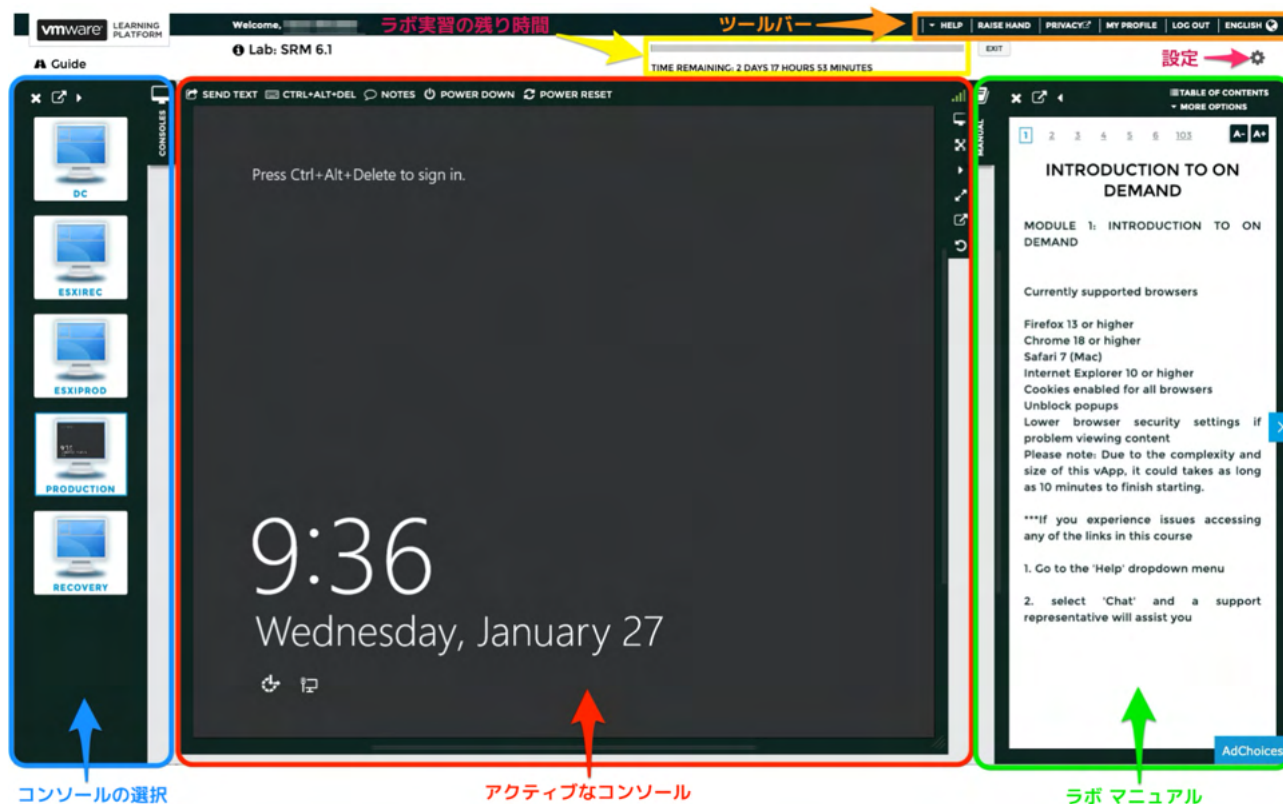 vmware LEARNING
PLATFORM
Welcome,
ラボ実習の残り時間
ツールバー
HELP RAISE HAND PRIVACY MY PROFILE LOG OUT ENGLISH
Lab: SRM 6.1
EXIT
TIME REMAINING: 2 DAYS 17 HOURS 53 MINUTES
設定
Guide
CONSOLES
DC
ESXIREC
ESXIPROD
PRODUCTION
RECOVERY
SEND TEXT CTRL+ALT+DEL NOTES POWER DOWN POWER RESET
Press Ctrl+Alt+Delete to sign in.
9:36
Wednesday, January 27
MANUAL
TABLE OF CONTENTS
MORE OPTIONS
1 2 3 4 5 6 103 A- A+
INTRODUCTION TO ON
DEMAND
MODULE 1: INTRODUCTION TO ON
DEMAND
Currently supported browsers
Firefox 13 or higher
Chrome 18 or higher
Safari 7 (Mac)
Internet Explorer 10 or higher
Cookies enabled for all browsers
Unblock popups
Lower browser security settings if
problem viewing content
Please note: Due to the complexity and
size of this vApp, it could takes as long
as 10 minutes to finish starting.
***If you experience issues accessing
any of the links in this course
1. Go to the 'Help' dropdown menu
2. select 'Chat' and a support
representative will assist you
AdChoices
コンソールの選択
アクティブなコンソール
ラボ マニュアル